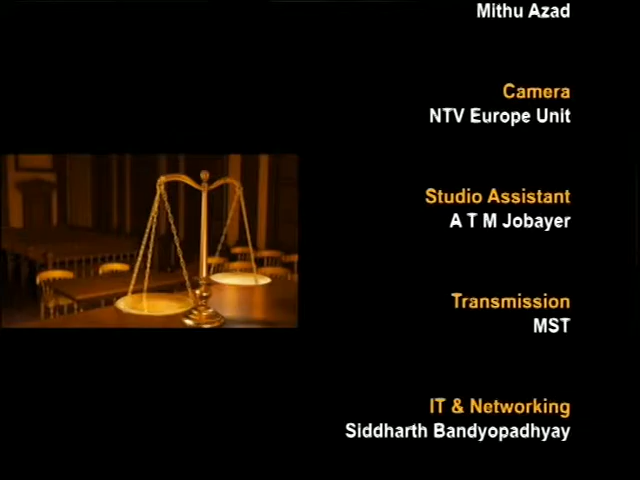 Mithu Azad
Camera
NTV Europe Unit
Studio Assistant
A T M Jobayer
Transmission
MST
IT & Networking
Siddharth Bandyopadhyay